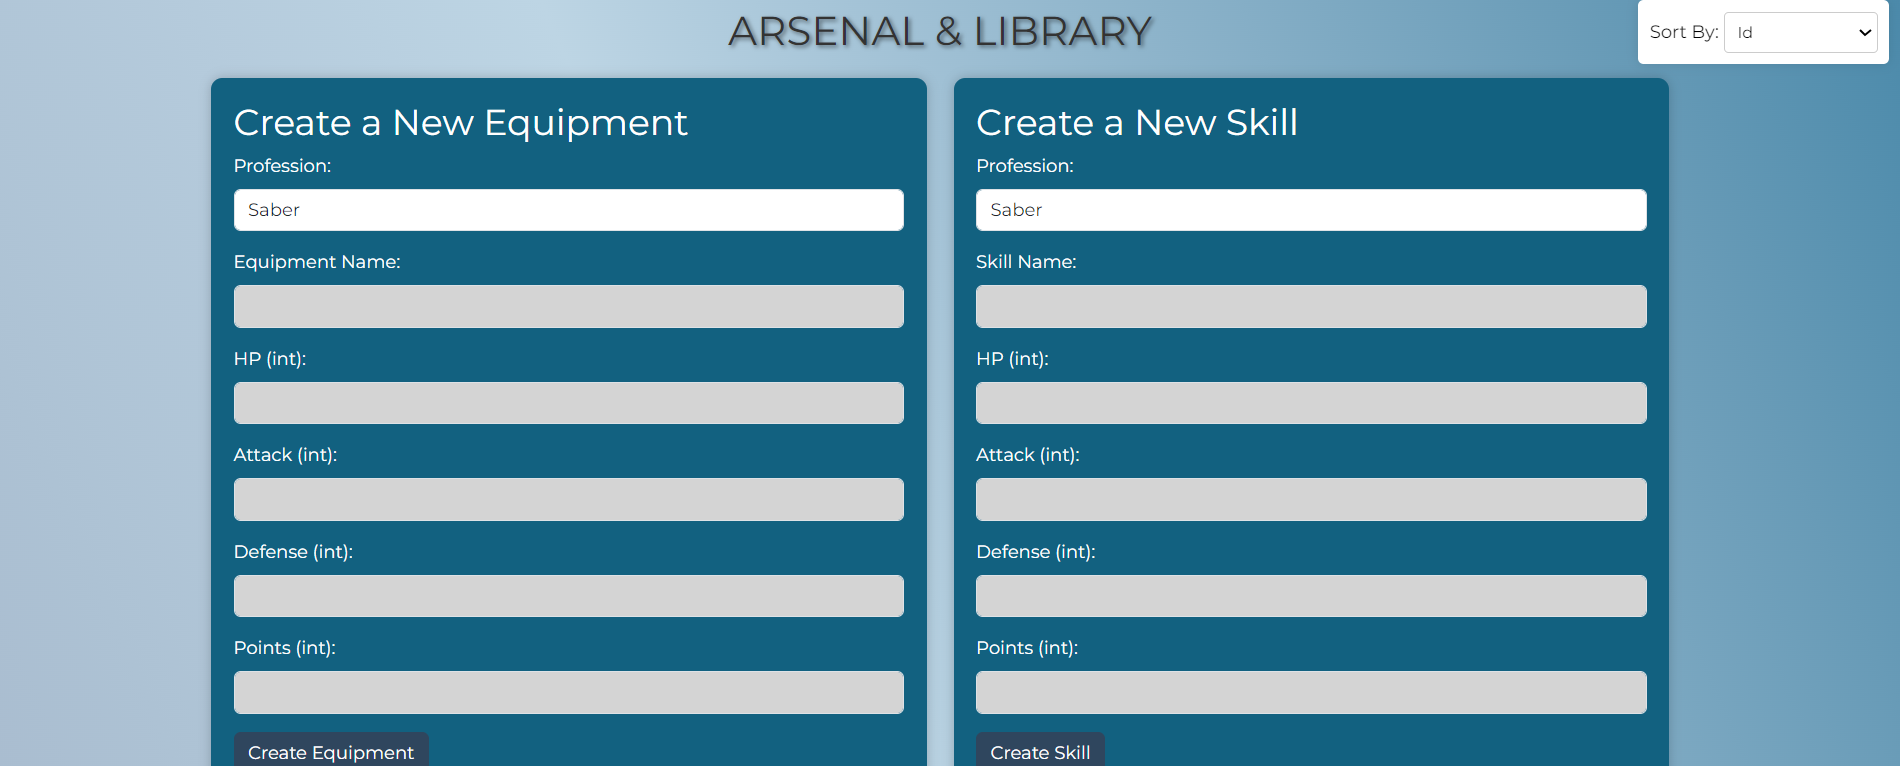 ARSENAL & LIBRARY
Sort By: Id
Create a New Equipment
Profession:
Saber
Equipment Name:
HP (int):
Attack (int):
Defense (int):
Points (int):
Create Equipment
Create a New Skill
Profession:
Saber
Skill Name:
HP (int):
Attack (int):
Defense (int):
Points (int):
Create Skill